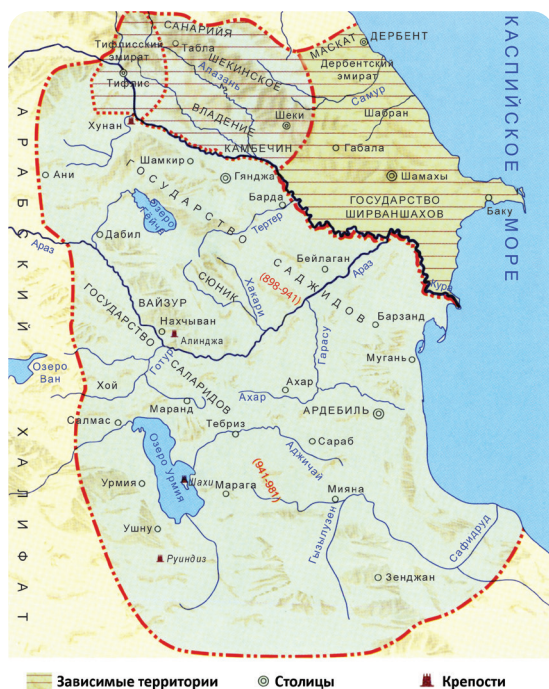 САНАРИЙЯ
Тифлисский
эмират
Табла
МАСКАТ
ДЕРБЕНТ
Дербентский
эмират
ШЕКИНСКОЕ
Алазань
Самур
Тифлис
Шабран
КАСПИЙСКОЕ
МОРЕ
Хунан
ВЛАДЕНИЕ
Шеки
КАМБЕЧИН
Габала
Шамкир
Гянджа
Шамахы
Ани
ГОСУДАРСТВО
САДЖИДОВ
(898-941)
Барда
ГОСУДАРСТВО
ШИРВАНШАХОВ
Баку
Озеро
Гёйча
Тертер
Дабил
Бейлаган
Араз
Кура
Араз
СЮНИК
Хакари
ВАЙЗУР
Нахчыван
Алинджа
Барзанд
ГОСУДАРСТВО
САЛАРИДОВ
(941-981)
Гарасу
Мугань
Озеро
Ван
Готур
Хой
Маранд
Ахар
Ахар
АРДЕБИЛЬ
Салмас
Тебриз
Сараб
Озеро Урмия
Аджичай
Шахи
Урмия
Марага
Мияна
Ушну
Гызылузен
Сафидруд
Руиндиз
Зенджан
АРАБСКИЙ ХАЛИФАТ
Зависимые территории
Столицы
Крепости